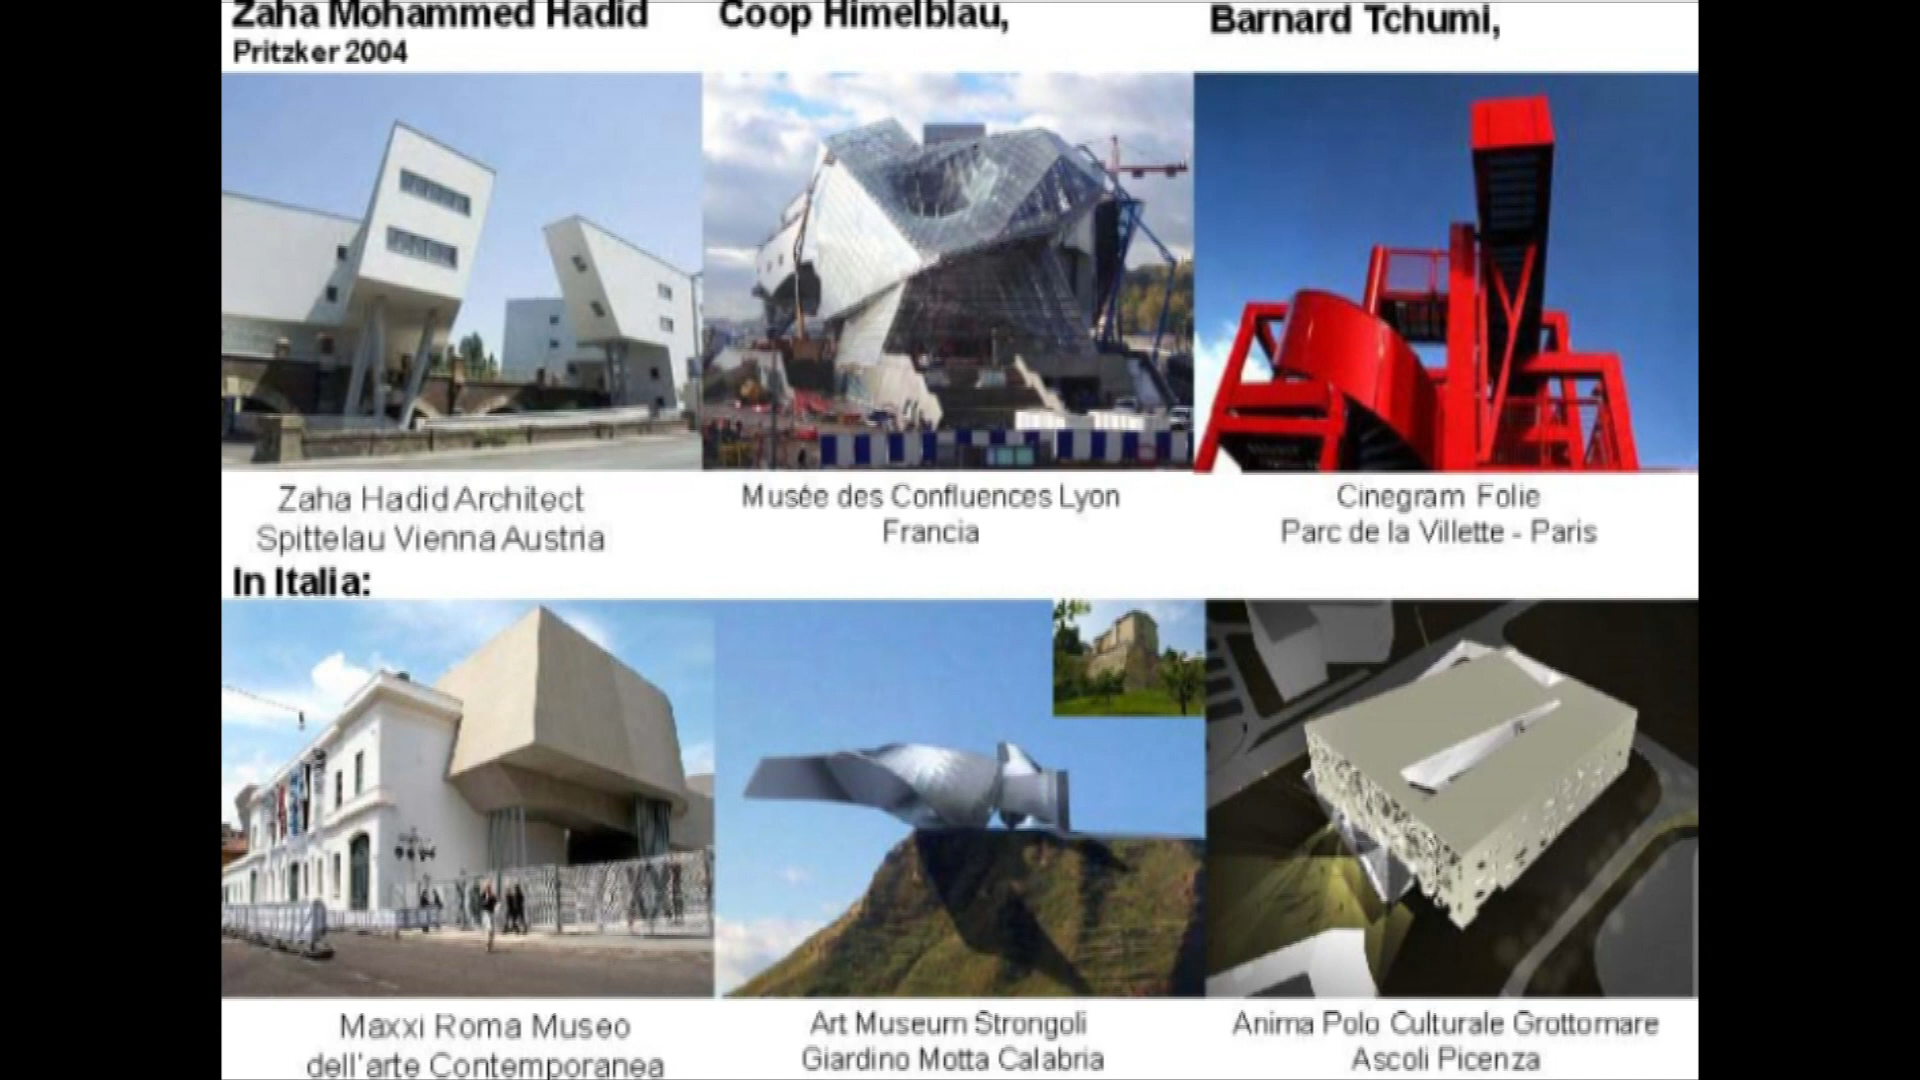 Zaha Mohammed Hadid
Pritzker 2004
Coop Himelblau,
Barnard Tchumi,
Zaha Hadid Architect
Spittelau Vienna Austria
Musée des Confluences Lyon
Francia
Cinegram Folie
Parc de la Villette - Paris
In Italia:
Maxxi Roma Museo
dell'arte Contemporanea
Art Museum Strongoli
Giardino Motta Calabria
Anima Polo Culturale Grottomare
Ascoli Picenza